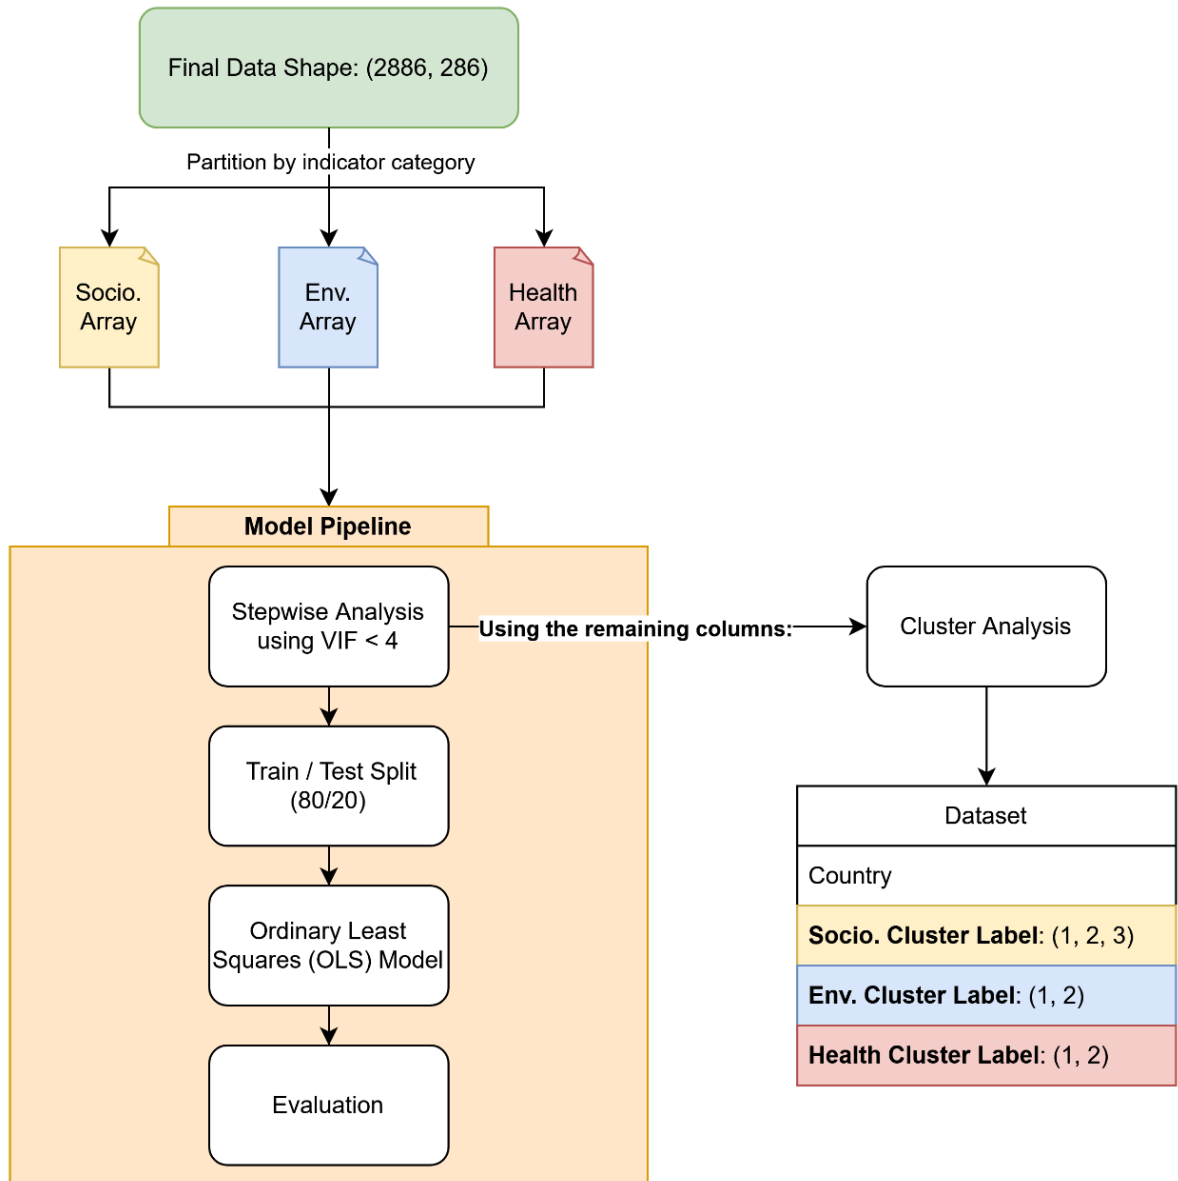 Final Data Shape: (2886, 286)
Partition by indicator category
Socio.
Array
Env.
Array
Health
Array
Model Pipeline
Stepwise Analysis
using VIF < 4
Using the remaining columns:
Cluster Analysis
Train / Test Split
(80/20)
Ordinary Least
Squares (OLS) Model
Evaluation
Dataset
Country
Socio. Cluster Label: (1, 2, 3)
Env. Cluster Label: (1, 2)
Health Cluster Label: (1, 2)